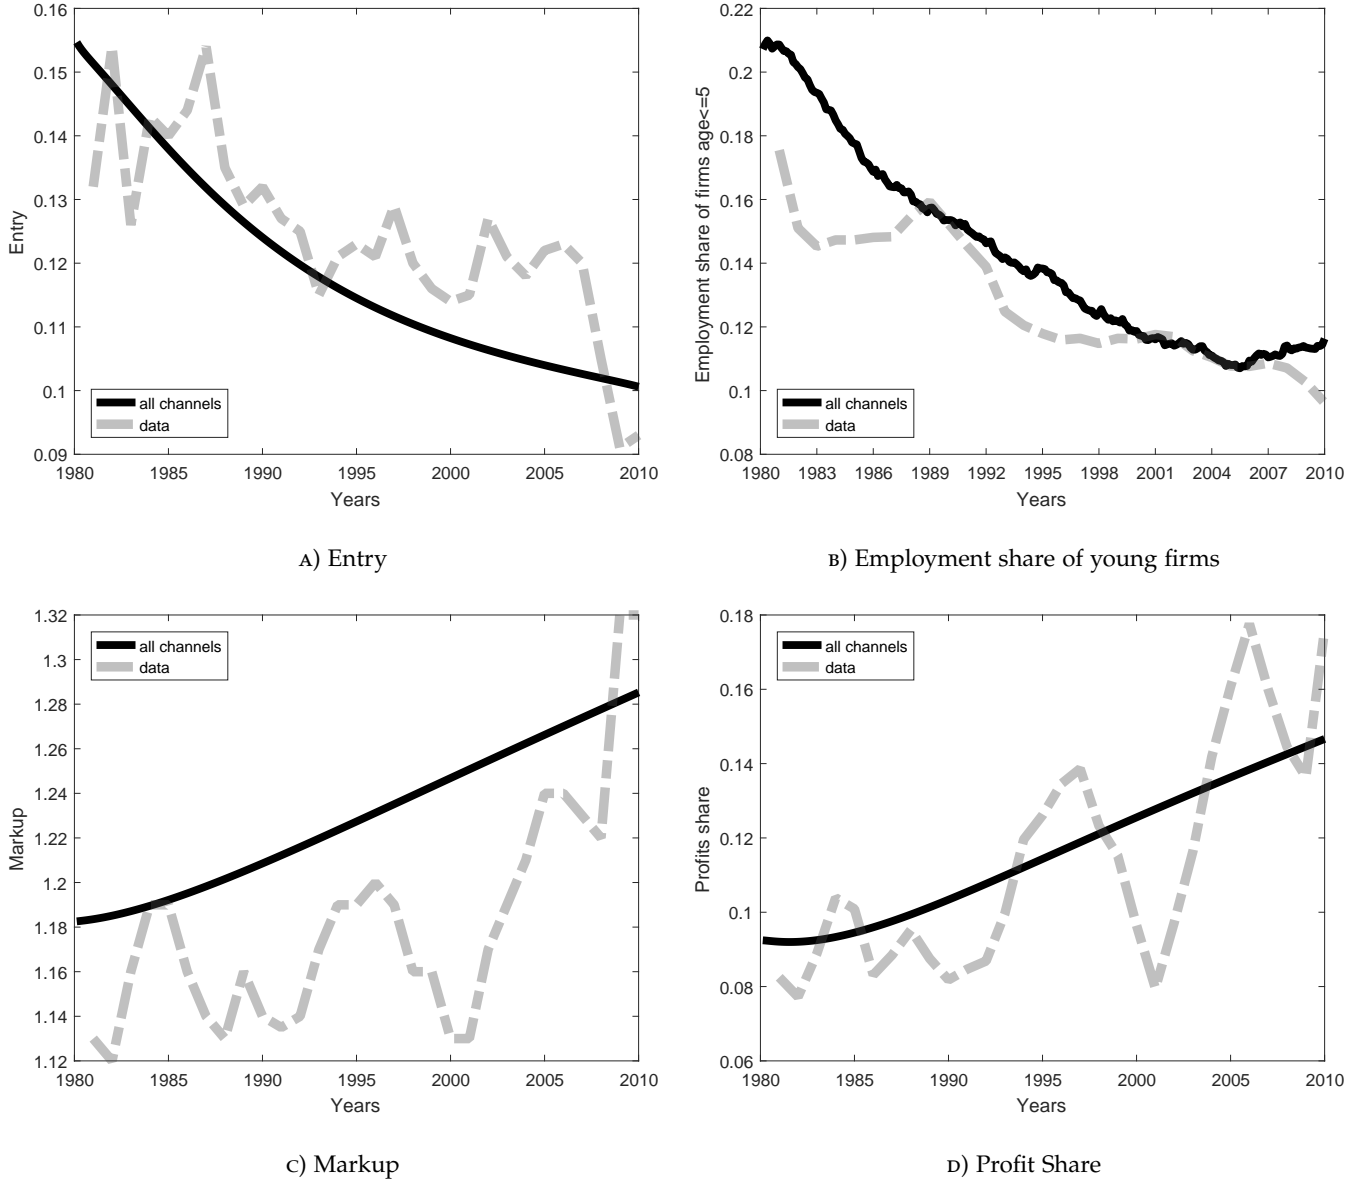 0.16
0.15
0.14
0.13
0.12
0.11
0.1
0.09
Entry
all channels
data
1980 1985 1990 1995 2000 2005 2010
Years
A) Entry
0.22
0.2
0.18
0.16
0.14
0.12
0.1
0.08
Employment share of firms age<=5
all channels
data
1980 1983 1986 1989 1992 1995 1998 2001 2004 2007 2010
Years
B) Employment share of young firms
1.32
1.3
1.28
1.26
1.24
1.22
1.2
1.18
1.16
1.14
1.12
Markup
all channels
data
1980 1985 1990 1995 2000 2005 2010
Years
C) Markup
0.18
0.16
0.14
0.12
0.1
0.08
0.06
Profits share
all channels
data
1980 1985 1990 1995 2000 2005 2010
Years
D) Profit Share